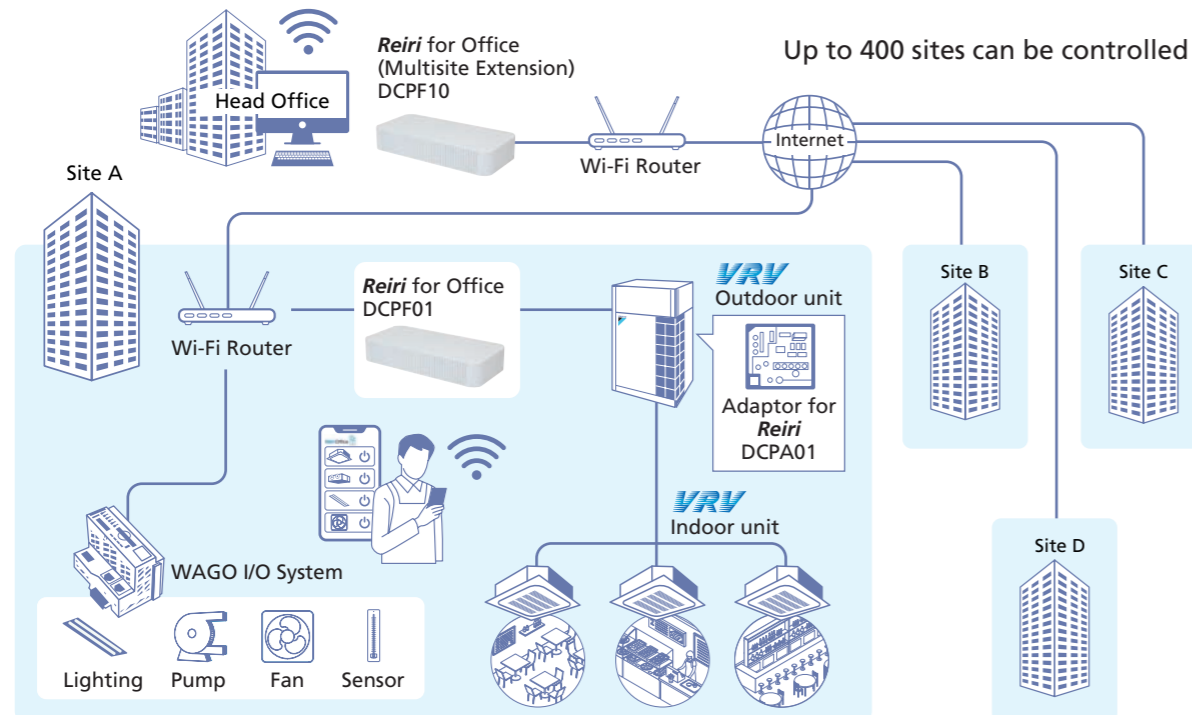 Up to 400 sites can be controlled
Reiri for Office
(Multisite Extension)
DCPF10
Head Office
Wi-Fi Router
Internet
Site A
Reiri for Office
DCPF01
Wi-Fi Router
VRV
Outdoor unit
Adaptor for
Reiri
DCPA01
Site B
Site C
VRV
Indoor unit
Site D
WAGO I/O System
Lighting
Pump
Fan
Sensor